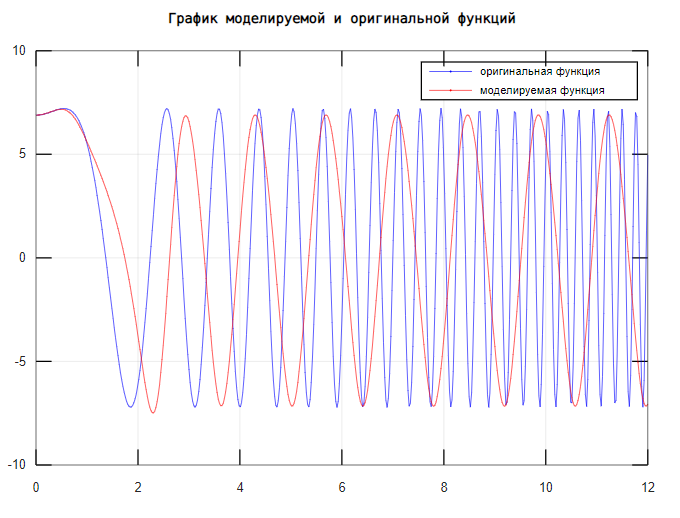 График моделируемой и оригинальной функций
10
оригинальная функция
моделируемая функция
5
0
-5
-10
0 2 4 6 8 10 12